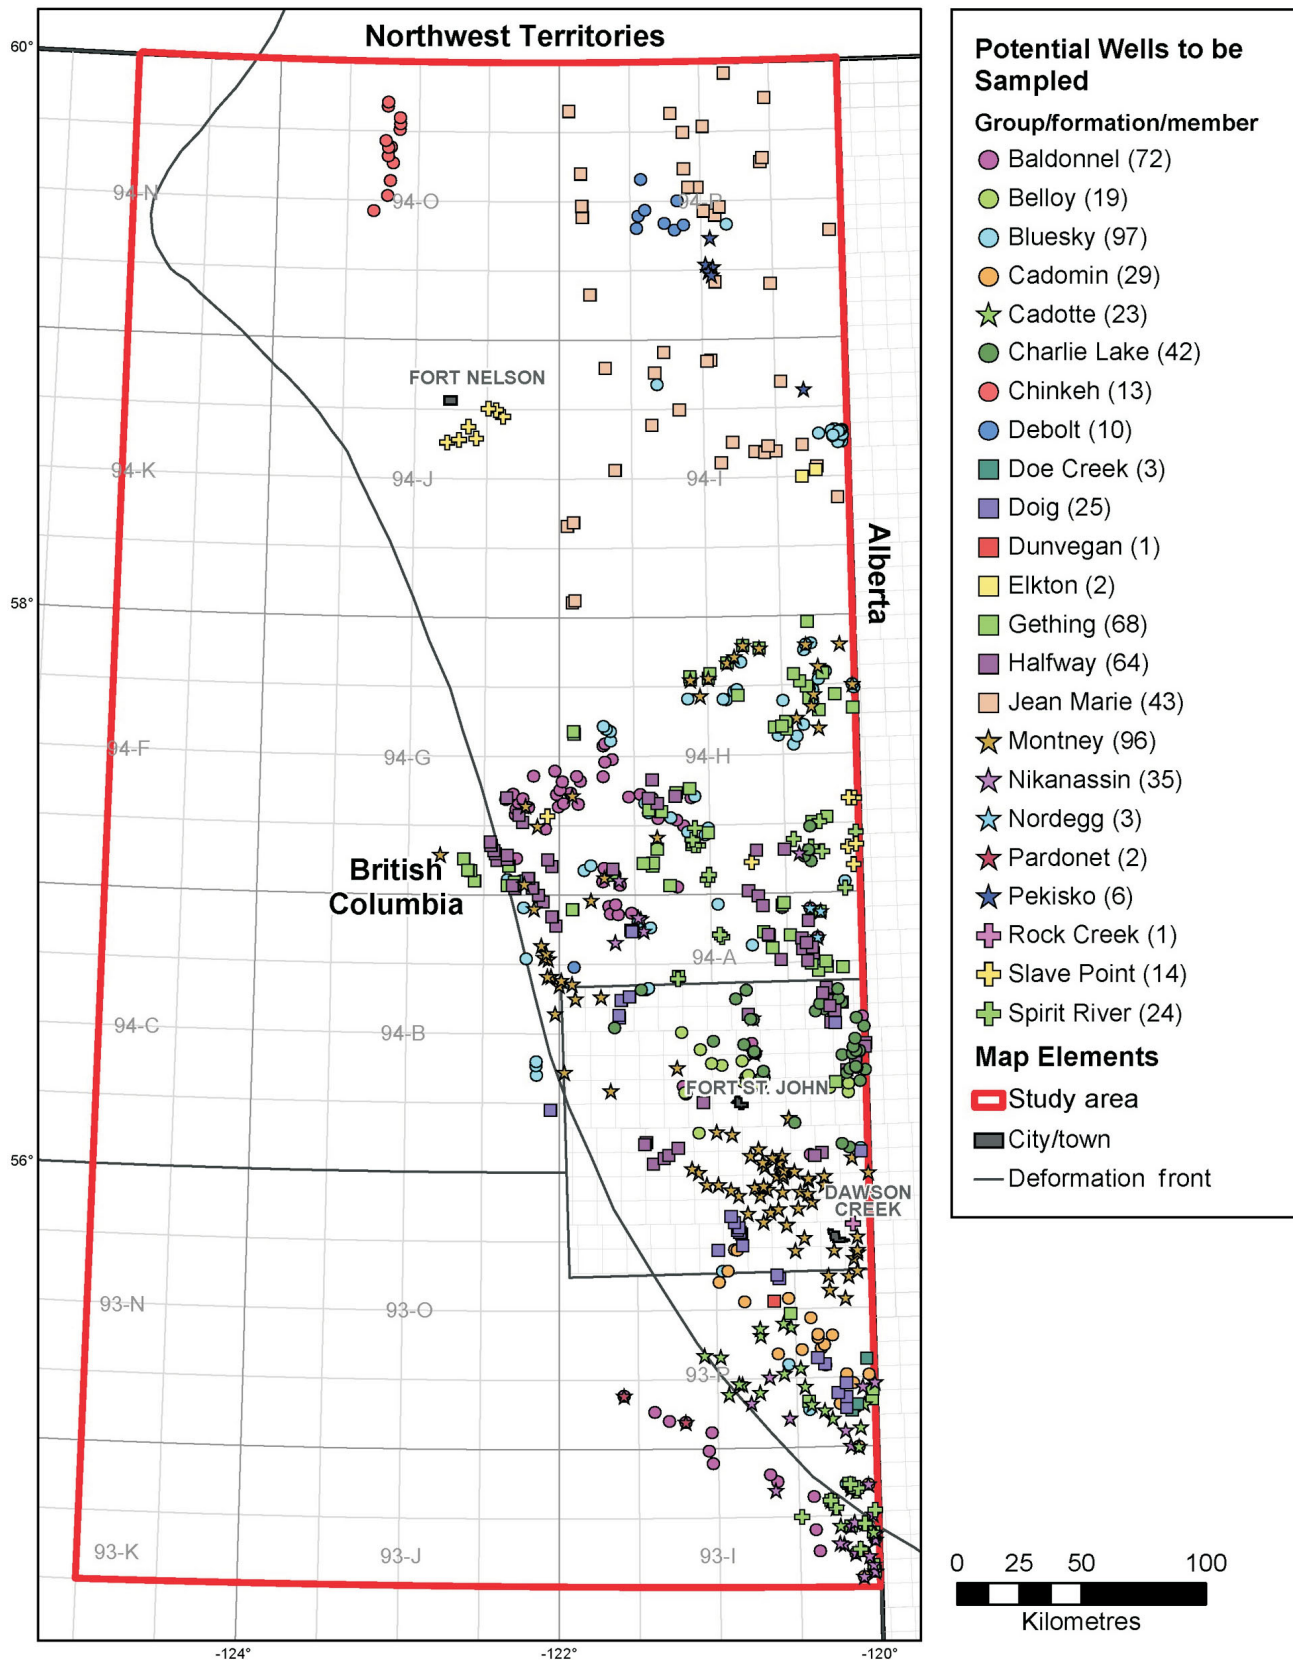 Northwest Territories
60°
94-N
94-O
94-P
FORT NELSON
94-K
94-J
94-I
Alberta
58°
94-F
94-G
94-H
British
Columbia
94-A
94-C
94-B
FORT ST. JOHN
56°
DAWSON
CREEK
93-N
93-O
93-P
93-K
93-J
93-I
-124°
-122°
-120°
Potential Wells to be
Sampled
Group/formation/member
Baldonnel (72)
Belloy (19)
Bluesky (97)
Cadomin (29)
Cadotte (23)
Charlie Lake (42)
Chinkeh (13)
Debolt (10)
Doe Creek (3)
Doig (25)
Dunvegan (1)
Elkton (2)
Gething (68)
Halfway (64)
Jean Marie (43)
Montney (96)
Nikanassin (35)
Nordegg (3)
Pardonet (2)
Pekisko (6)
Rock Creek (1)
Slave Point (14)
Spirit River (24)
Map Elements
Study area
City/town
Deformation front
0 25 50 100
Kilometres